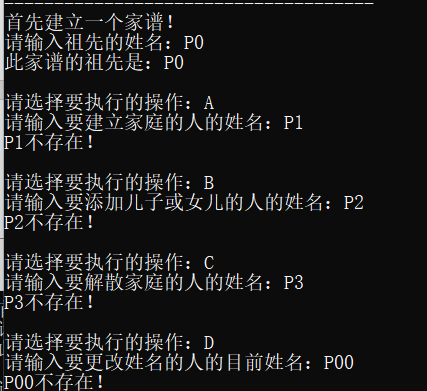 首先建立一个家谱!
请输入祖先的姓名: P0
此家谱的祖先是: P0
请选择要执行的操作: A
请输入要建立家庭的人的姓名: P1
P1不存在!
请选择要执行的操作: B
请输入要添加儿子或女儿的人的姓名: P2
P2不存在!
请选择要执行的操作: C
请输入要解散家庭的人的姓名: P3
P3不存在!
请选择要执行的操作: D
请输入要更改姓名的人的目前姓名: P00
P00不存在!